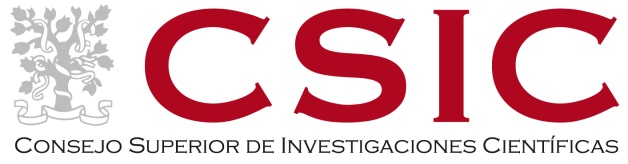 CSIC
CONSEJO SUPERIOR DE INVESTIGACIONES CIENTÍFICAS